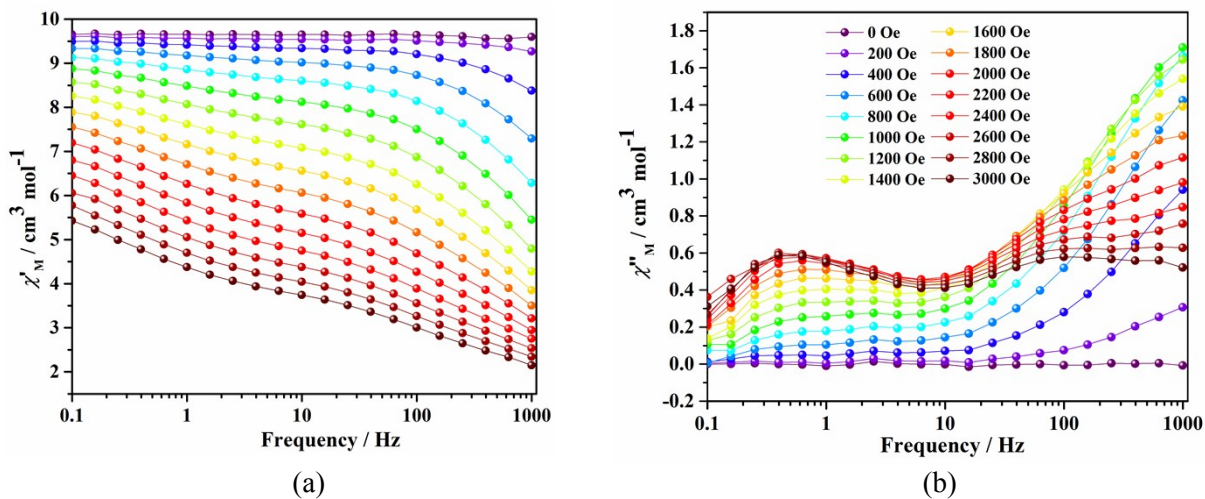 10
9
8
7
6
5
4
3
2
χ'M / cm³ mol⁻¹
0.1 1 10 100 1000
Frequency / Hz
(a)
1.8
1.6
1.4
1.2
1.0
0.8
0.6
0.4
0.2
0.0
-0.2
χ''M / cm³ mol⁻¹
0 Oe 1600 Oe
200 Oe 1800 Oe
400 Oe 2000 Oe
600 Oe 2200 Oe
800 Oe 2400 Oe
1000 Oe 2600 Oe
1200 Oe 2800 Oe
1400 Oe 3000 Oe
0.1 1 10 100 1000
Frequency / Hz
(b)